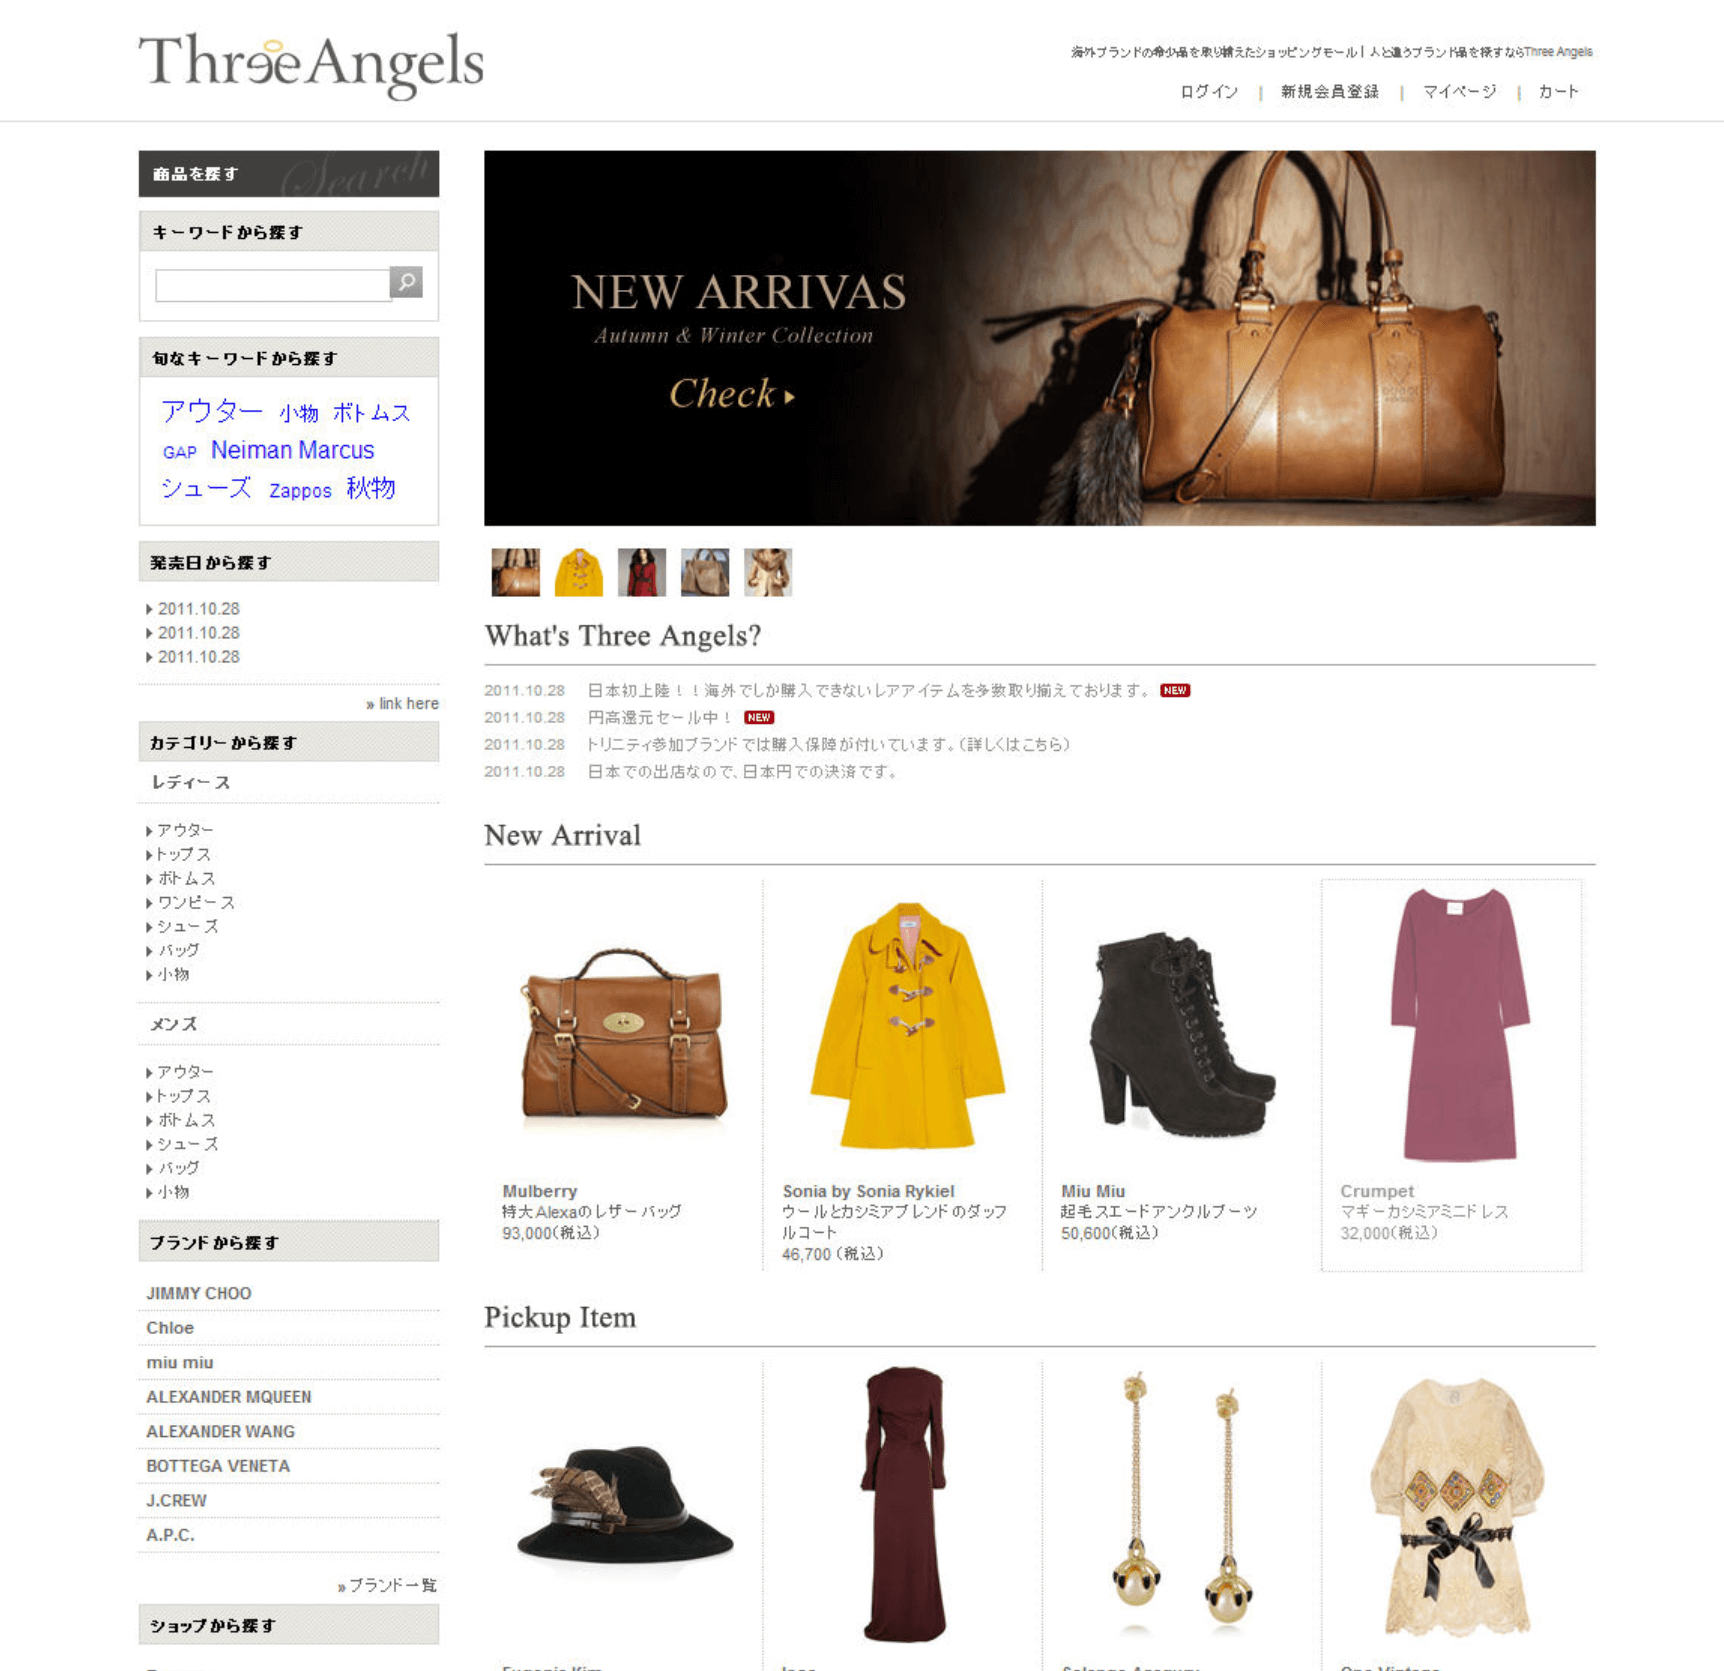 Three Angels
海外ブランドの希少品を取り揃えたショッピングモール | 人と違うブランド品を探すならThree Angels
ログイン | 新規会員登録 | マイページ | カート
商品を探す Search
キーワードから探す
旬なキーワードから探す
アウター 小物 ボトムス
GAP Neiman Marcus
シューズ Zappos 秋物
発売日から探す
2011.10.28
2011.10.28
2011.10.28
» link here
カテゴリーから探す
レディース
アウター
トップス
ボトムス
ワンピース
シューズ
バッグ
小物
メンズ
アウター
トップス
ボトムス
シューズ
バッグ
小物
ブランドから探す
JIMMY CHOO
Chloe
miu miu
ALEXANDER MQUEEN
ALEXANDER WANG
BOTTEGA VENETA
J.CREW
A.P.C.
» ブランド一覧
ショップから探す
NEW ARRIVAS
Autumn & Winter Collection
Check
What's Three Angels?
2011.10.28 日本初上陸！！海外でしか購入できないレアアイテムを多数取り揃えております。 NEW
2011.10.28 円高還元セール中！ NEW
2011.10.28 トリニティ参加ブランドでは購入保障が付いています。（詳しくはこちら）
2011.10.28 日本での出店なので、日本円での決済です。
New Arrival
Mulberry
特大Alexaのレザーバッグ
93,000(税込)
Sonia by Sonia Rykiel
ウールとカシミアブレンドのダッフ
ルコート
46,700 (税込)
Miu Miu
起毛スエードアンクルブーツ
50,600(税込)
Crumpet
マギーカシミアミニドレス
32,000(税込)
Pickup Item